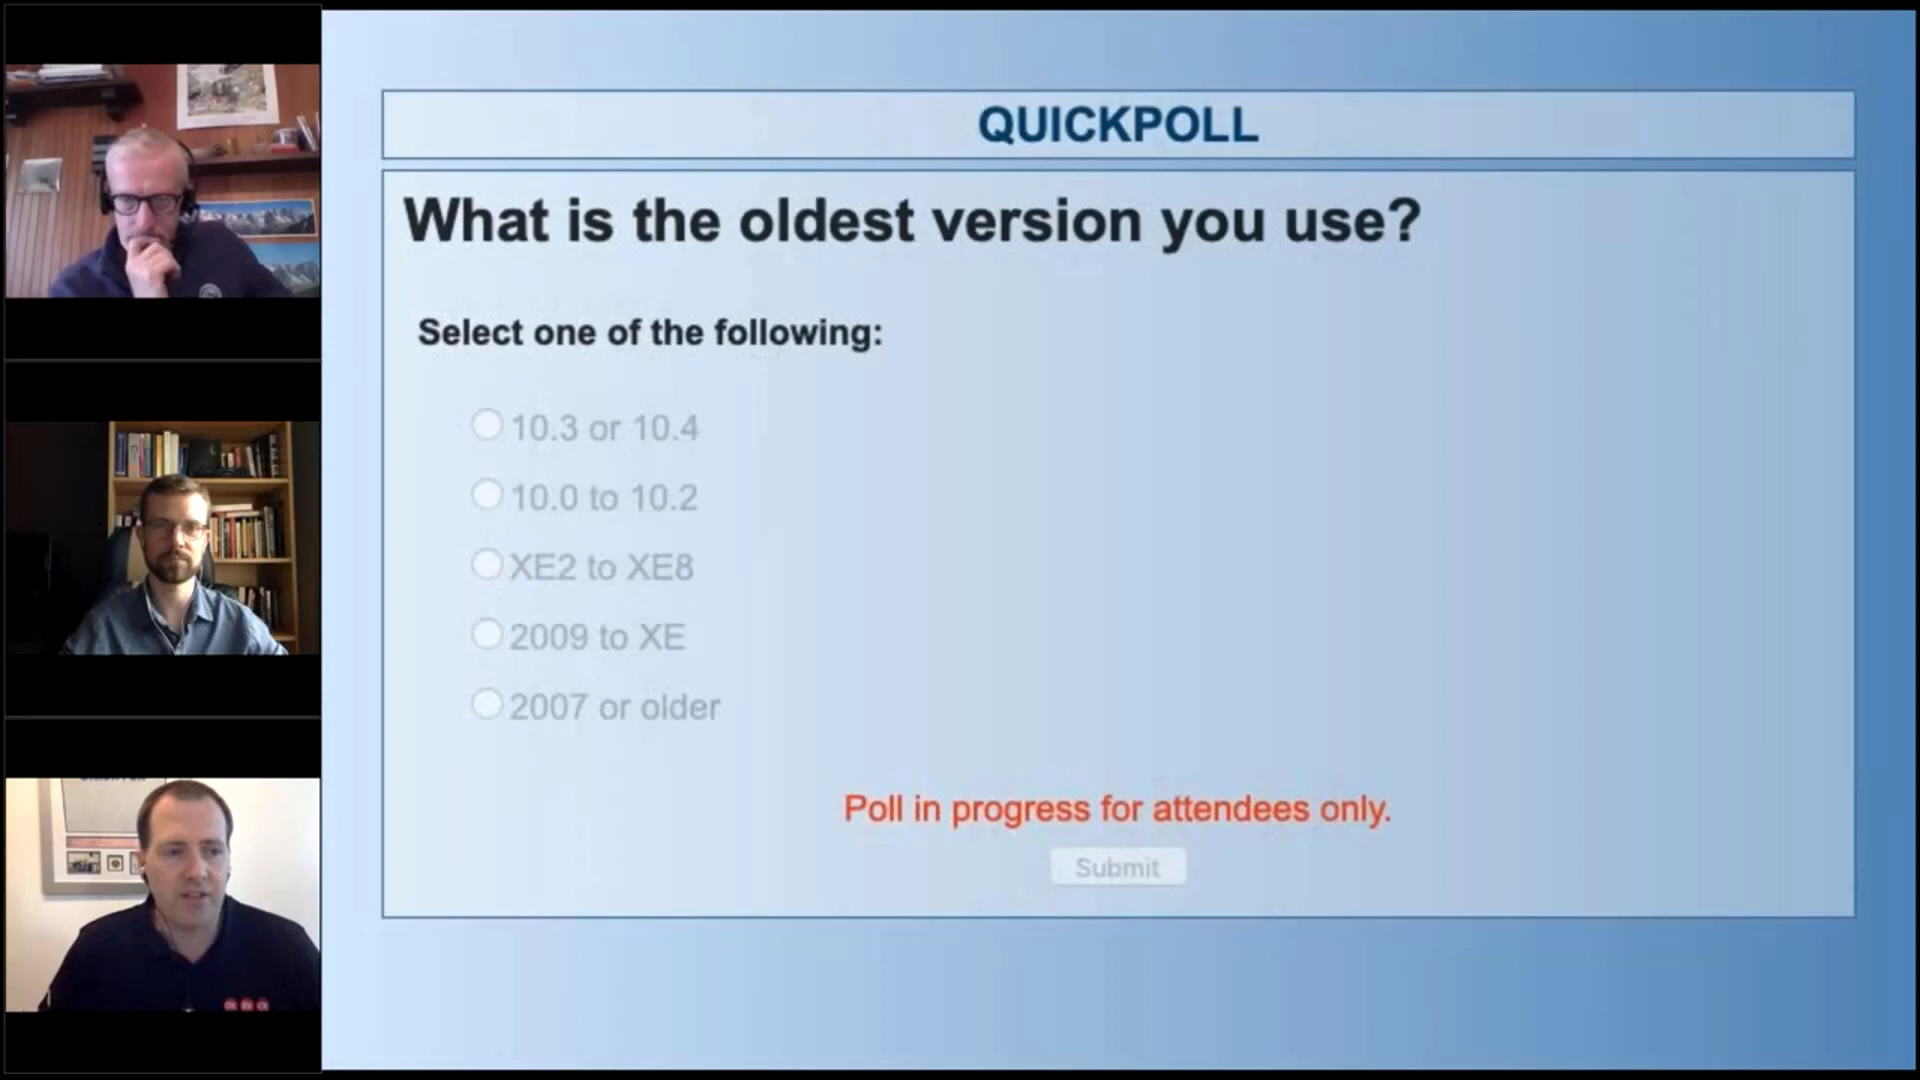 QUICKPOLL
What is the oldest version you use?
Select one of the following:
10.3 or 10.4
10.0 to 10.2
XE2 to XE8
2009 to XE
2007 or older
Poll in progress for attendees only.
Submit